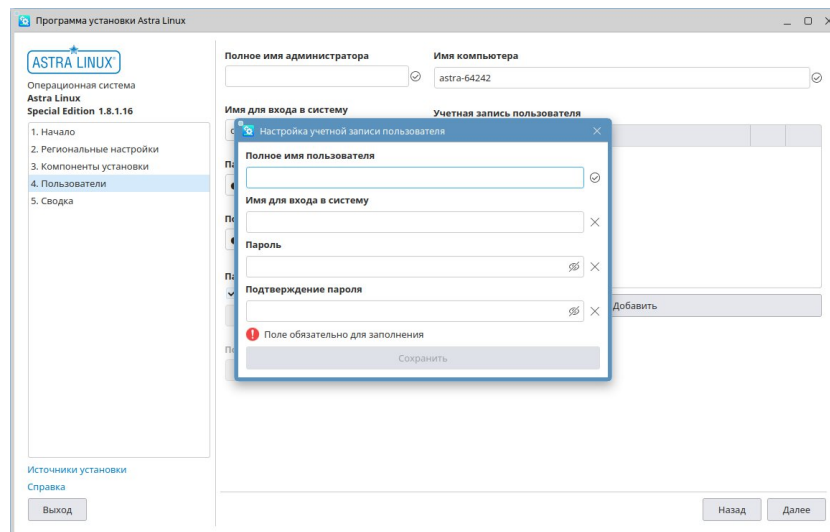 Программа установки Astra Linux
ASTRA LINUX
Операционная система
Astra Linux
Special Edition 1.8.1.16
1. Начало
2. Региональные настройки
3. Компоненты установки
4. Пользователи
5. Сводка
Источники установки
Справка
Выход
Полное имя администратора
Имя компьютера
astra-64242
Имя для входа в систему
Учетная запись пользователя
Настройка учетной записи пользователя
Полное имя пользователя
Имя для входа в систему
Пароль
Подтверждение пароля
Поле обязательно для заполнения
Сохранить
Добавить
Назад
Далее